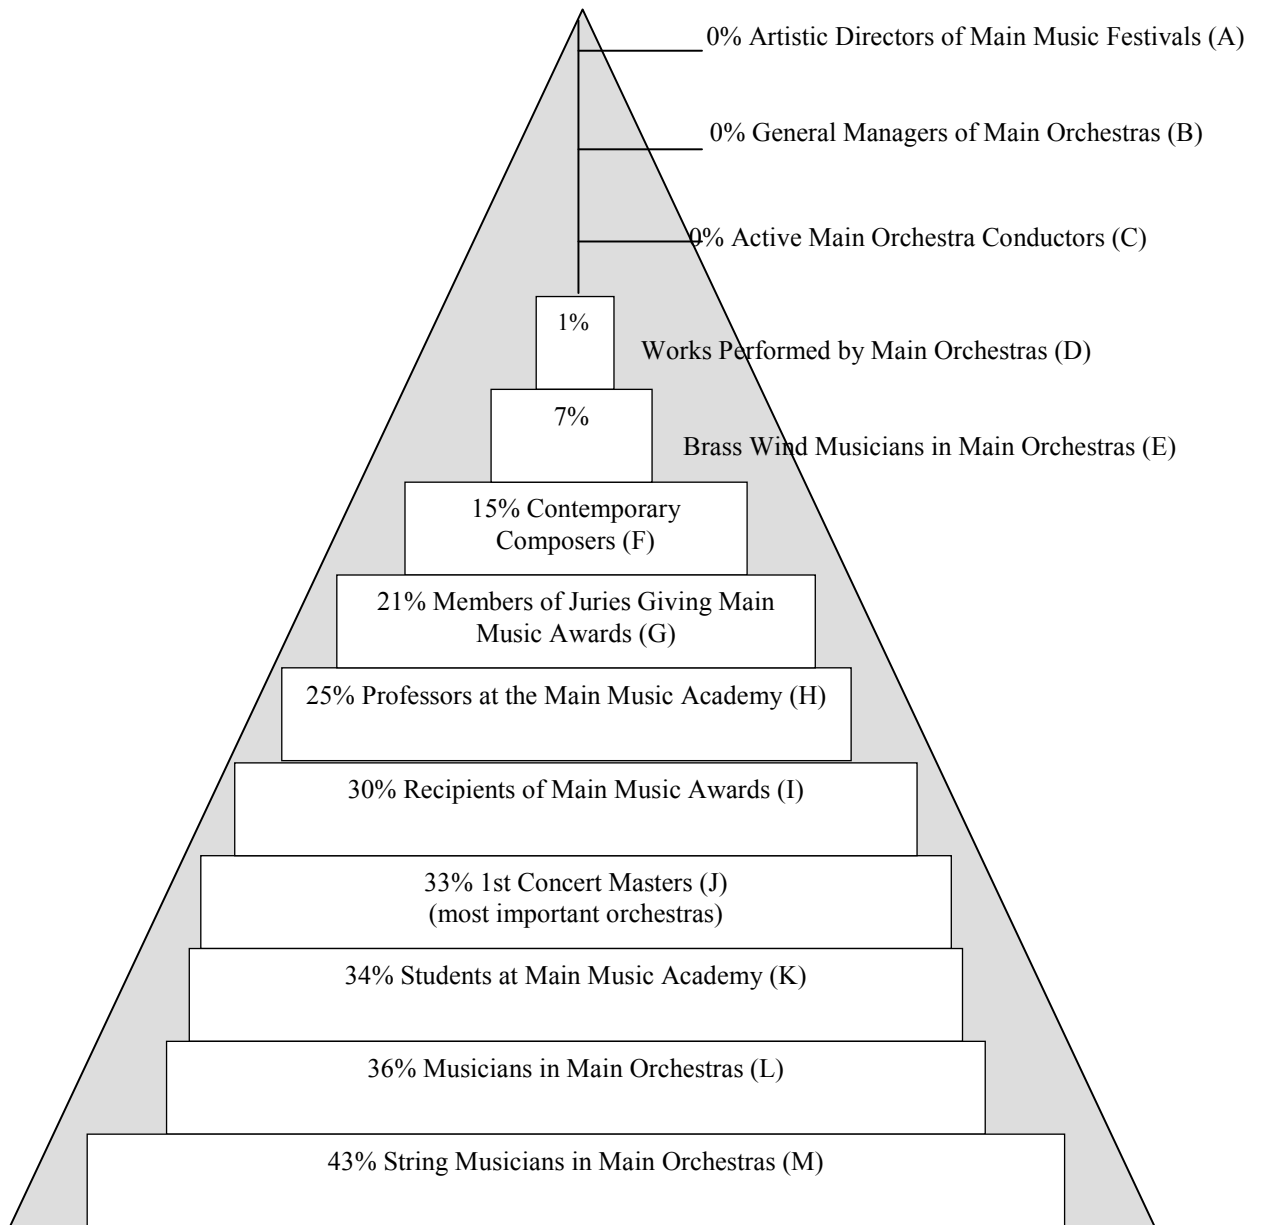 0% Artistic Directors of Main Music Festivals (A)
0% General Managers of Main Orchestras (B)
0% Active Main Orchestra Conductors (C)
1%
Works Performed by Main Orchestras (D)
7%
Brass Wind Musicians in Main Orchestras (E)
15% Contemporary
Composers (F)
21% Members of Juries Giving Main
Music Awards (G)
25% Professors at the Main Music Academy (H)
30% Recipients of Main Music Awards (I)
33% 1st Concert Masters (J)
(most important orchestras)
34% Students at Main Music Academy (K)
36% Musicians in Main Orchestras (L)
43% String Musicians in Main Orchestras (M)